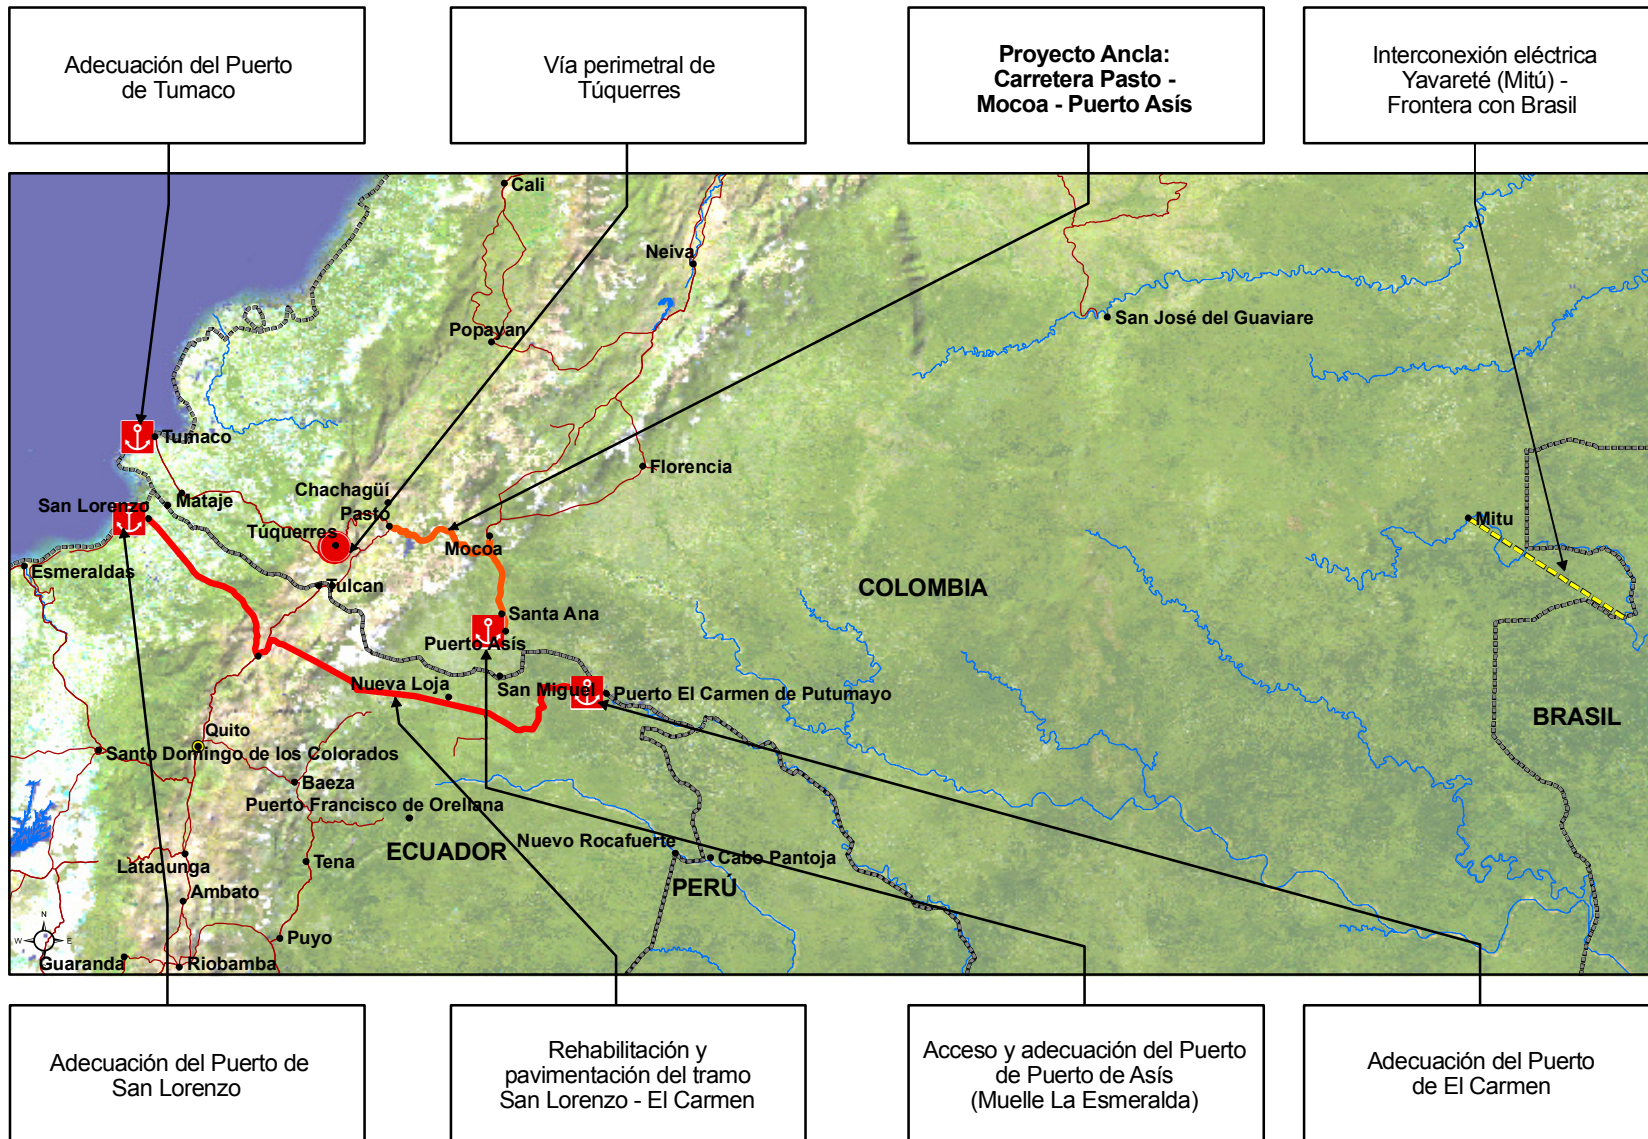 Adecuación del Puerto
de Tumaco
Vía perimetral de
Túquerres
Proyecto Ancla:
Carretera Pasto -
Mocoa - Puerto Asís
Interconexión eléctrica
Yavareté (Mitú) -
Frontera con Brasil
Cali
Neiva
San José del Guaviare
Popayan
Tumaco
Florencia
Chachagüí
San Lorenzo
Mataje
Pasto
Mitu
Túquerres
Mocoa
Esmeraldas
Tulcan
COLOMBIA
Santa Ana
Puerto Asís
Nueva Loja
San Miguel
Puerto El Carmen de Putumayo
BRASIL
Quito
Santo Domingo de los Colorados
Baeza
Puerto Francisco de Orellana
Nuevo Rocafuerte
ECUADOR
Cabo Pantoja
Latacunga
Tena
PERÚ
Ambato
N
W
E
S
Puyo
Guaranda
Riobamba
Adecuación del Puerto de
San Lorenzo
Rehabilitación y
pavimentación del tramo
San Lorenzo - El Carmen
Acceso y adecuación del Puerto
de Puerto de Asís
(Muelle La Esmeralda)
Adecuación del Puerto
de El Carmen